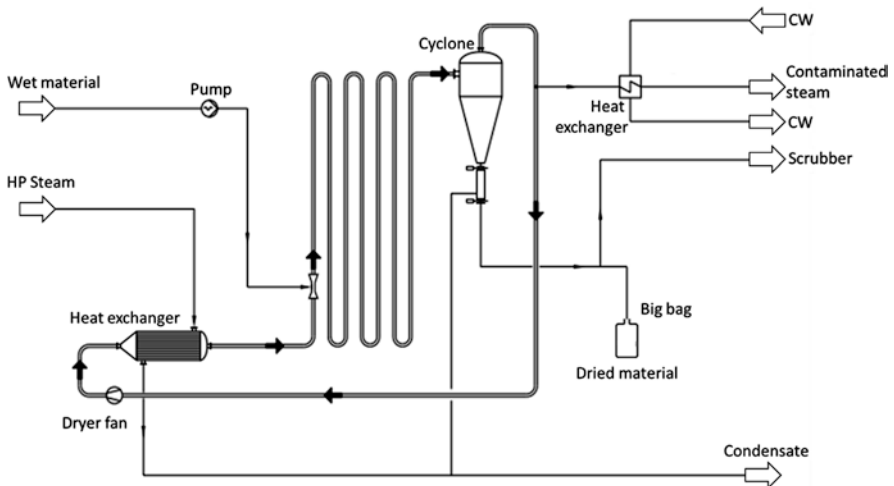 CW
Cyclone
Wet material
Pump
Contaminated
steam
Heat
exchanger
CW
Scrubber
HP Steam
Heat exchanger
Big bag
Dried material
Dryer fan
Condensate